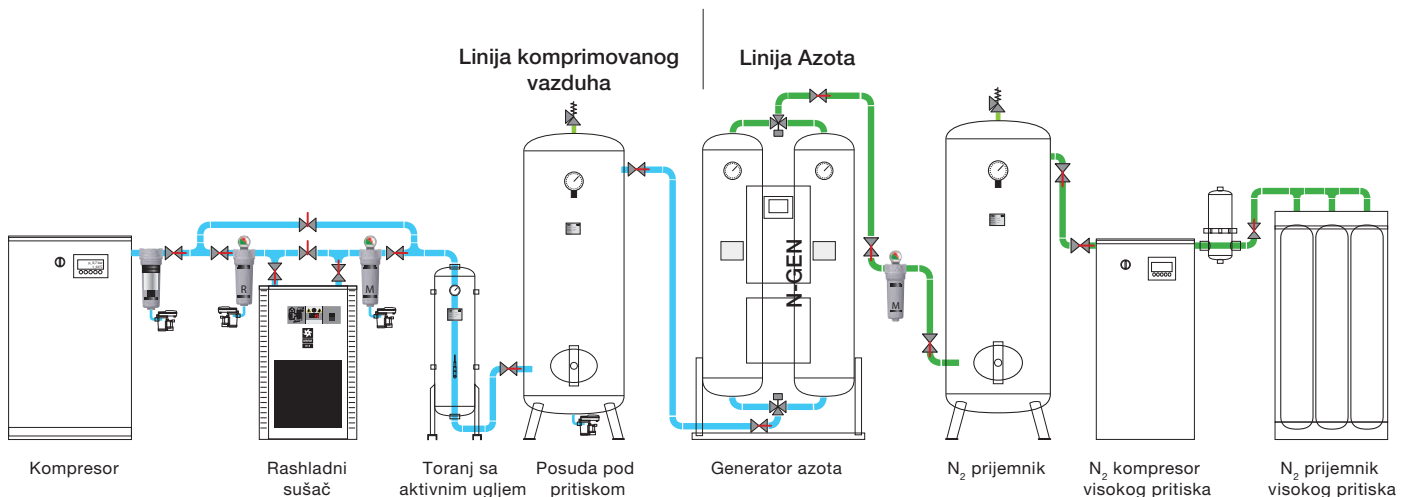 Linija komprimovanog
vazduha
Linija Azota
N-GEN
R
M
M
Kompresor
Rashladni
sušač
Toranj sa
aktivnim ugljem
Posuda pod
pritiskom
Generator azota
N₂ prijemnik
N₂ kompresor
visokog pritiska
N₂ prijemnik
visokog pritiska